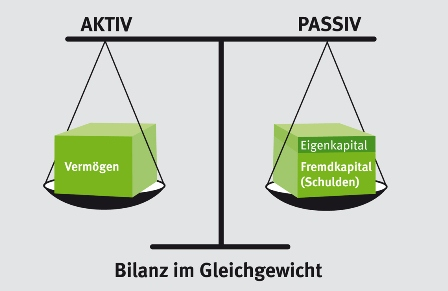 AKTIV
PASSIV
Vermögen
Eigenkapital
Fremdkapital
(Schulden)
Bilanz im Gleichgewicht